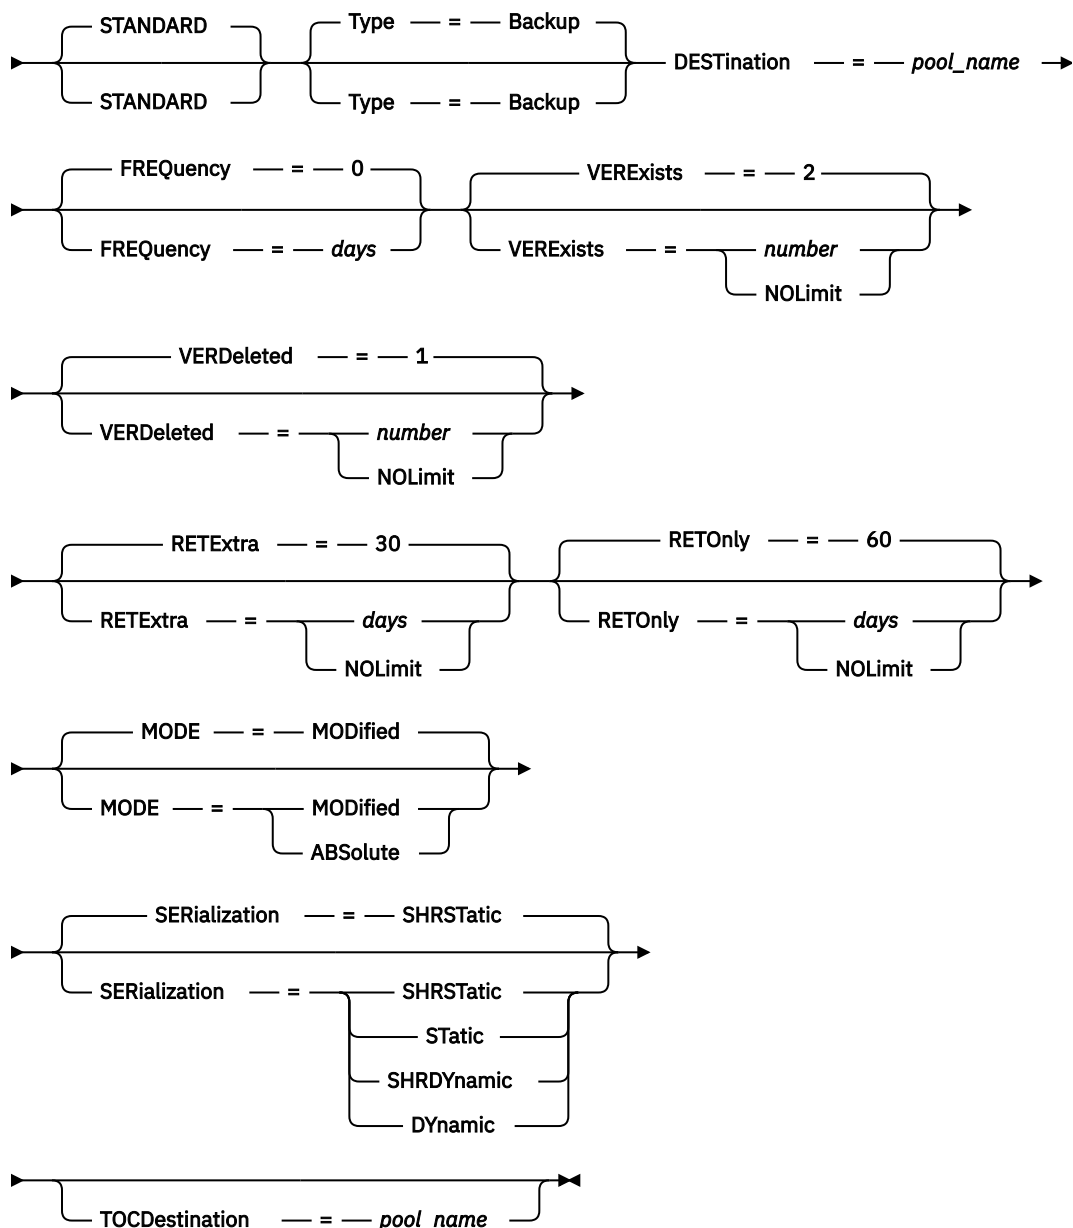 STANDARD Type = Backup
DESTination = pool_name
STANDARD Type = Backup
FREQuency = 0 VERExists = 2
FREQuency = days VERExists = number
NOLimit
VERDeleted = 1
VERDeleted = number
NOLimit
RETExtra = 30 RETOnly = 60
RETExtra = days RETOnly = days
NOLimit NOLimit
MODE = MODified
MODE = MODified
ABSolute
SERialization = SHRSTatic
SERialization = SHRSTatic
STatic
SHRDYnamic
DYnamic
TOCDestination = pool_name